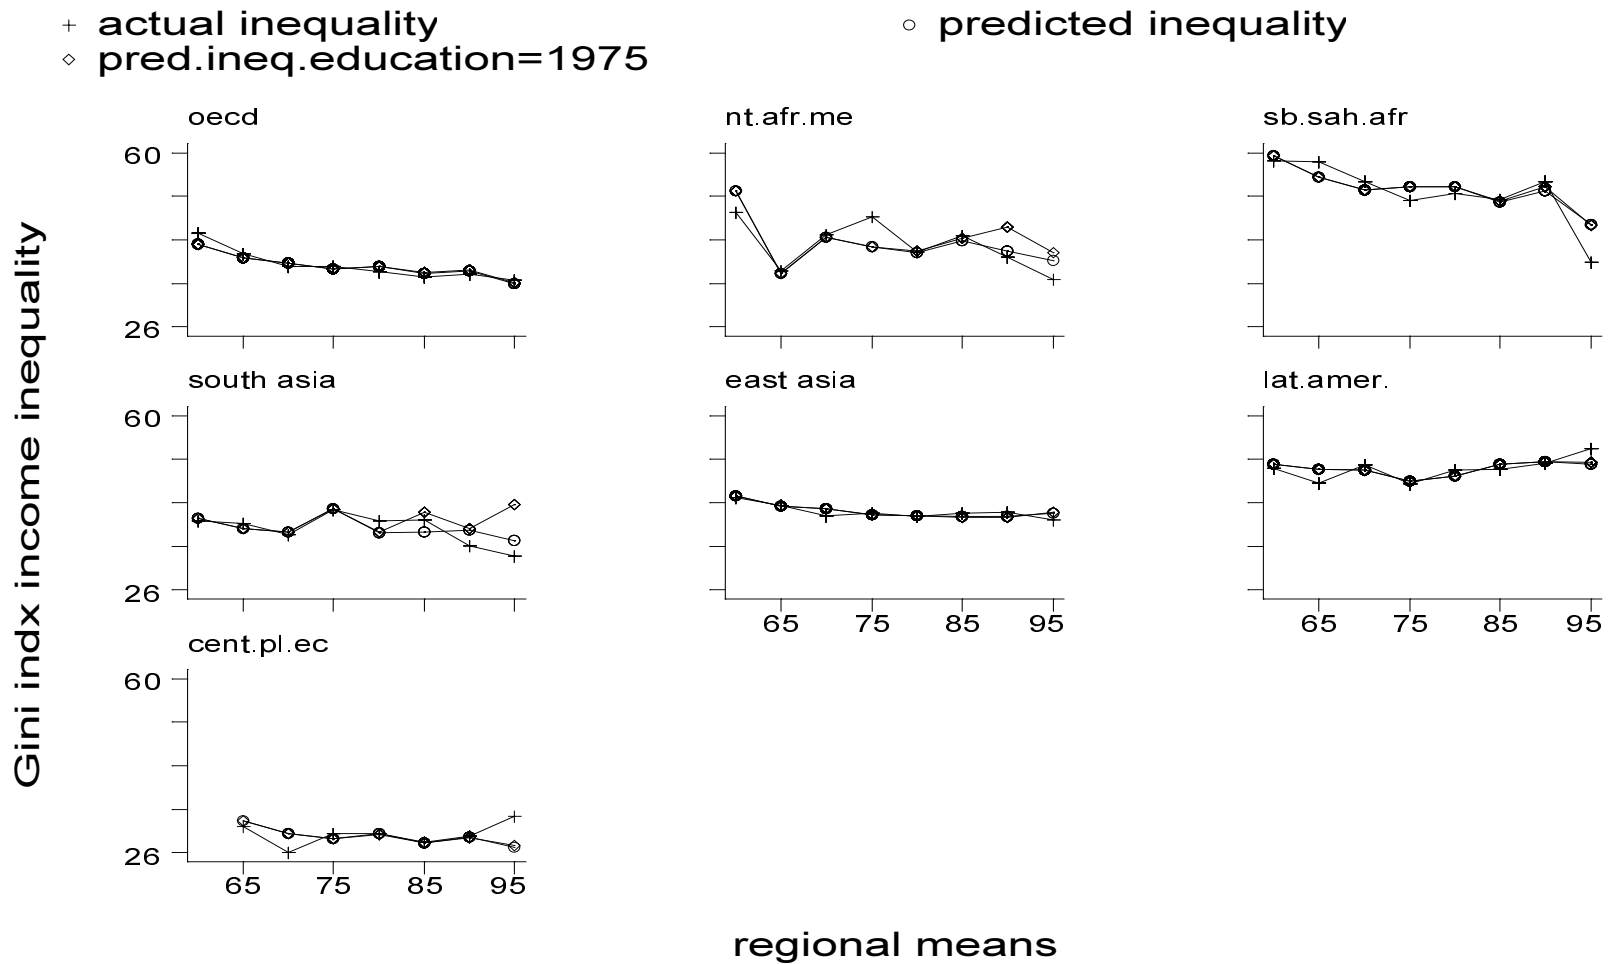 actual inequality
predicted inequality
pred.ineq.education=1975
oecd
nt.afr.me
sb.sah.afr
60
26
south asia
east asia
lat.amer.
60
26
65 75 85 95
65 75 85 95
cent.pl.ec
60
26
65 75 85 95
Gini indx income inequality
regional means